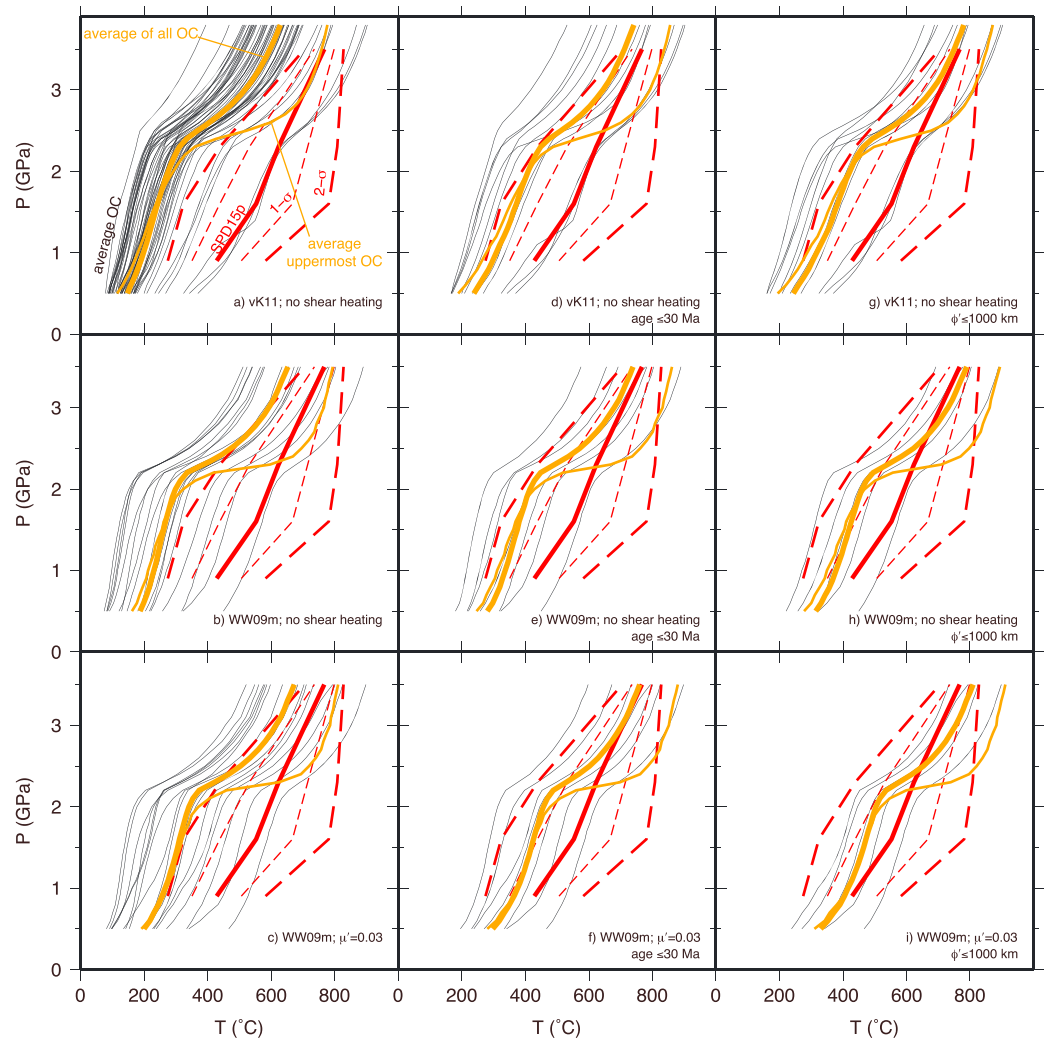 average of all OC
average OC
SPD15p
1−σ
2−σ
average
uppermost OC
a) vK11; no shear heating
d) vK11; no shear heating
age ≤30 Ma
g) vK11; no shear heating
ϕ'≤1000 km
b) WW09m; no shear heating
e) WW09m; no shear heating
age ≤30 Ma
h) WW09m; no shear heating
ϕ'≤1000 km
c) WW09m; μ'=0.03
f) WW09m; μ'=0.03
age ≤30 Ma
i) WW09m; μ'=0.03
ϕ'≤1000 km
P (GPa)
3
2
1
0
P (GPa)
3
2
1
0
P (GPa)
3
2
1
0
0 200 400 600 800
0 200 400 600 800
0 200 400 600 800
T (˚C)
T (˚C)
T (˚C)